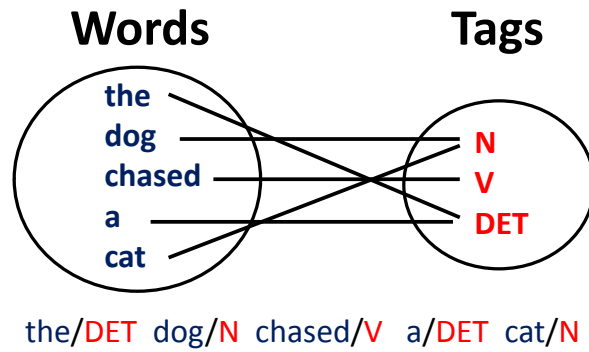 Words Tags
the
dog N
chased V
a DET
cat
the/DET dog/N chased/V a/DET cat/N